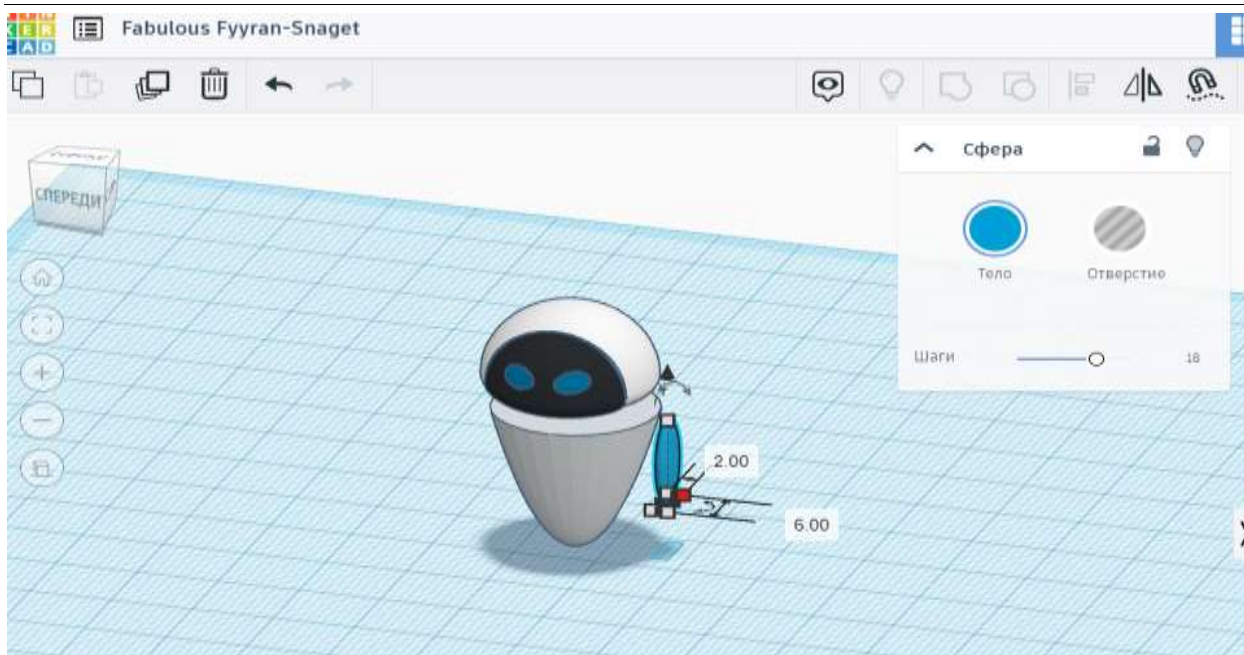 Fabulous Fyyran-Snaget
Сфера
СПЕРЕДИ
Тело
Отверстие
Шаги
18
2.00
6.00